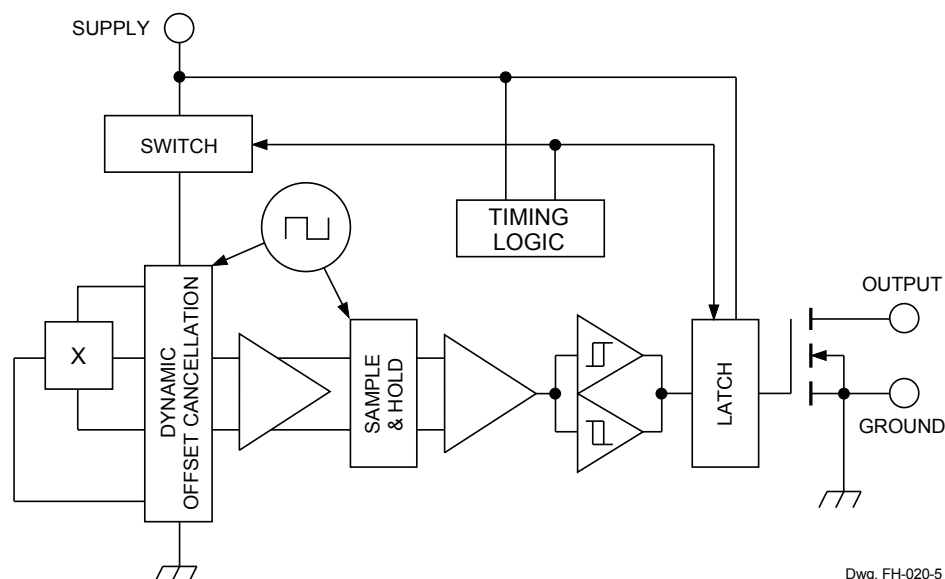 SUPPLY
SWITCH
TIMING
LOGIC
X
DYNAMIC
OFFSET CANCELLATION
SAMPLE
& HOLD
LATCH
OUTPUT
GROUND
Dwg. FH-020-5